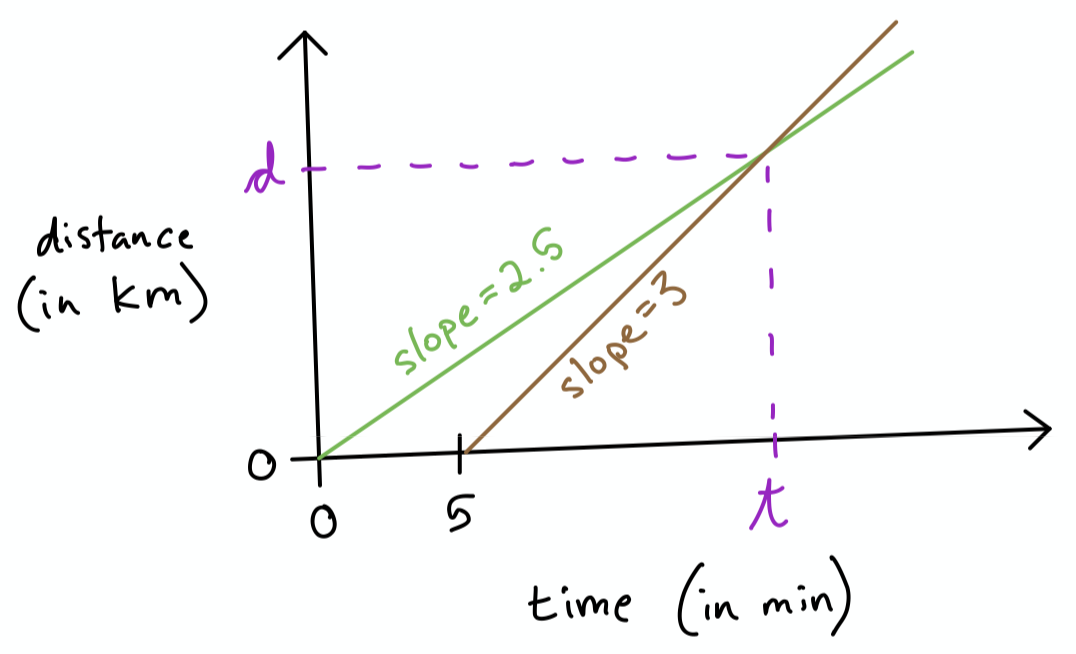 d
distance
(in km)
slope=2.5
slope=3
0
0
5
t
time (in min)